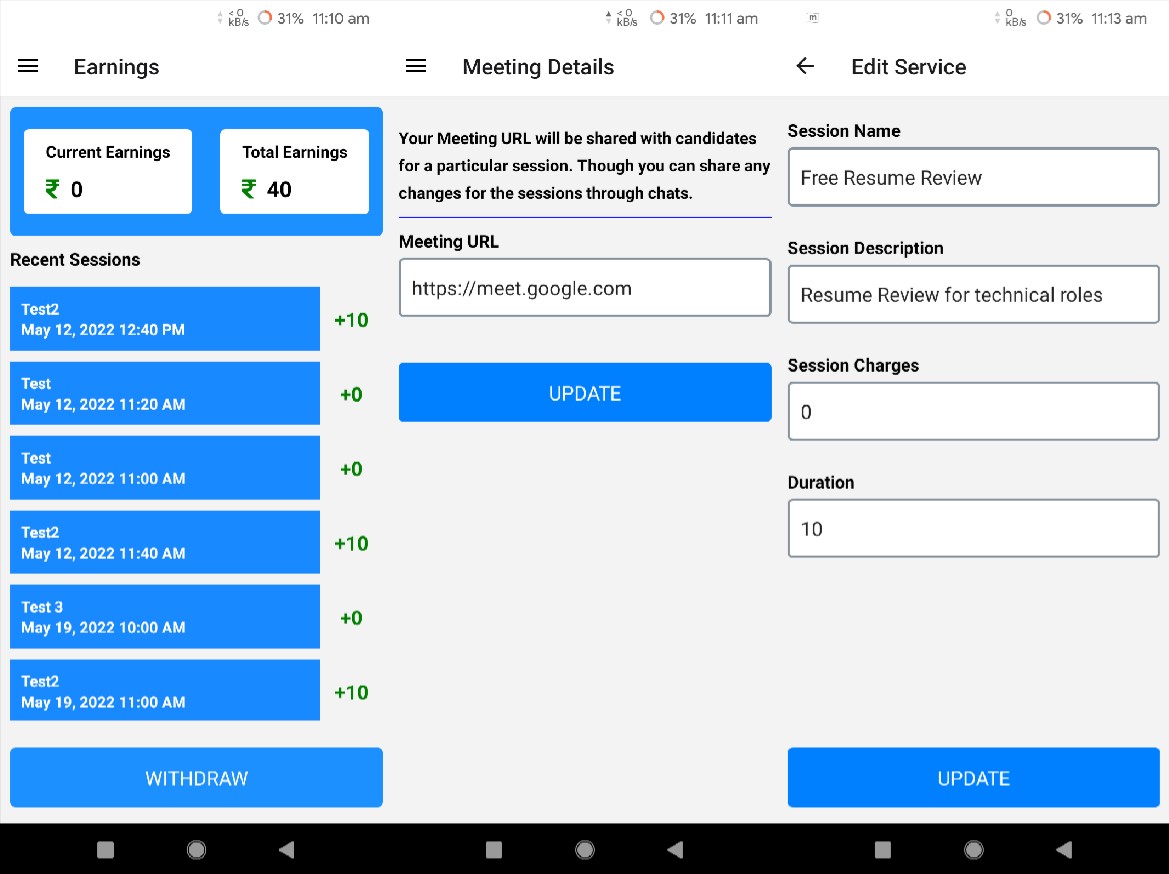 < 0
kB/s
31% 11:10 am
Earnings
Current Earnings
₹ 0
Total Earnings
₹ 40
Recent Sessions
Test2
May 12, 2022 12:40 PM
+10
Test
May 12, 2022 11:20 AM
+0
Test
May 12, 2022 11:00 AM
+0
Test2
May 12, 2022 11:40 AM
+10
Test 3
May 19, 2022 10:00 AM
+0
Test2
May 19, 2022 11:00 AM
+10
WITHDRAW
< 0
kB/s
31% 11:11 am
Meeting Details
Your Meeting URL will be shared with candidates
for a particular session. Though you can share any
changes for the sessions through chats.
Meeting URL
https://meet.google.com
UPDATE
m
0
kB/s
31% 11:13 am
Edit Service
Session Name
Free Resume Review
Session Description
Resume Review for technical roles
Session Charges
0
Duration
10
UPDATE